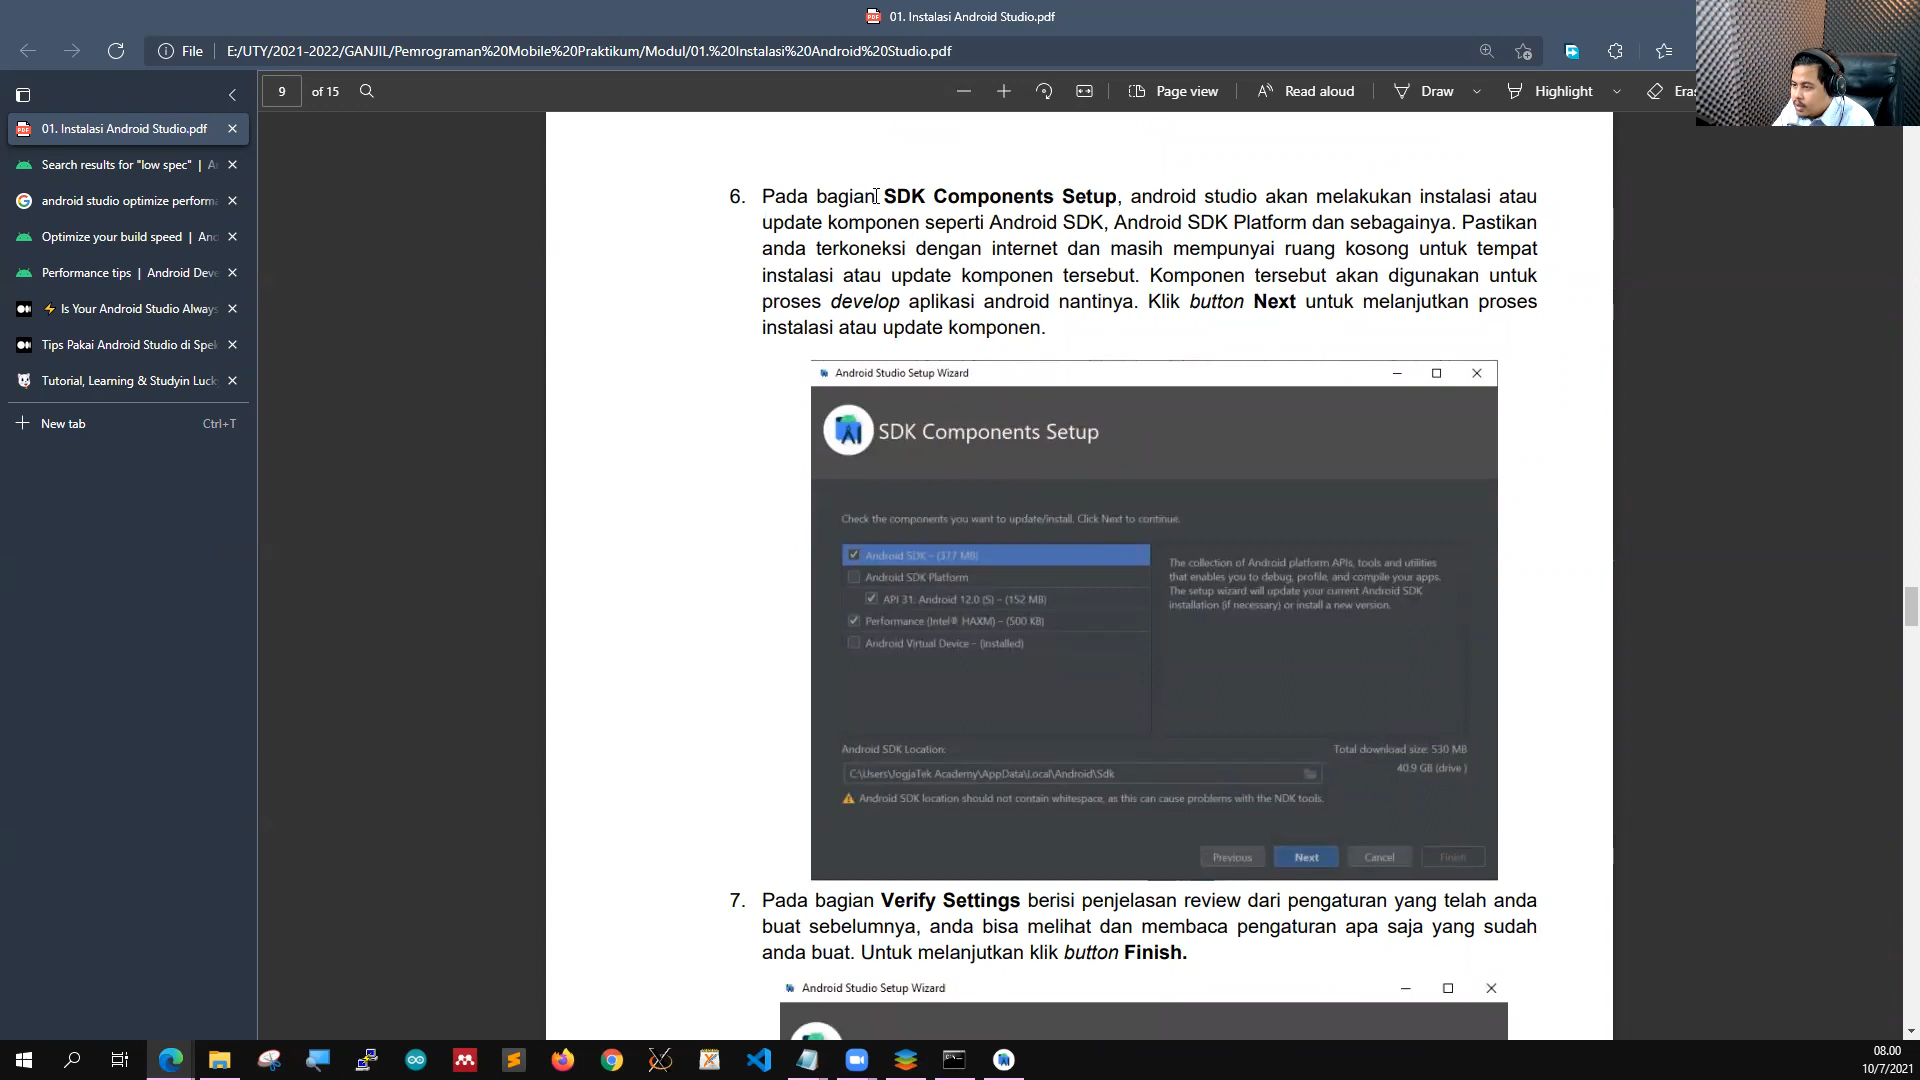 01. Instalasi Android Studio.pdf
File
E:/UTY/2021-2022/GANJIL/Pemrograman%20Mobile%20Praktikum/Modul/01.%20Instalasi%20Android%20Studio.pdf
9 of 15
Page view
Read aloud
Draw
Highlight
Eras
01. Instalasi Android Studio.pdf
Search results for "low spec" | A
android studio optimize performa
Optimize your build speed | And
Performance tips | Android Deve
⚡ Is Your Android Studio Always
Tips Pakai Android Studio di Spek
Tutorial, Learning & Studyin Luck
New tab Ctrl+T
6. Pada bagian SDK Components Setup, android studio akan melakukan instalasi atau
update komponen seperti Android SDK, Android SDK Platform dan sebagainya. Pastikan
anda terkoneksi dengan internet dan masih mempunyai ruang kosong untuk tempat
instalasi atau update komponen tersebut. Komponen tersebut akan digunakan untuk
proses develop aplikasi android nantinya. Klik button Next untuk melanjutkan proses
instalasi atau update komponen.
Android Studio Setup Wizard
SDK Components Setup
Check the components you want to update/install. Click Next to continue.
Android SDK – (377 MB)
Android SDK Platform
API 31: Android 12.0 (S) – (152 MB)
Performance (Intel® HAXM) – (500 KB)
Android Virtual Device – (installed)
The collection of Android platform APIs, tools and utilities
that enables you to debug, profile, and compile your apps.
The setup wizard will update your current Android SDK
installation (if necessary) or install a new version.
Android SDK Location:
C:\Users\JogjaTek Academy\AppData\Local\Android\Sdk
Total download size: 530 MB
40.9 GB (drive )
Android SDK location should not contain whitespace, as this can cause problems with the NDK tools.
Previous
Next
Cancel
Finish
7. Pada bagian Verify Settings berisi penjelasan review dari pengaturan yang telah anda
buat sebelumnya, anda bisa melihat dan membaca pengaturan apa saja yang sudah
anda buat. Untuk melanjutkan klik button Finish.
Android Studio Setup Wizard
08.00
10/7/2021